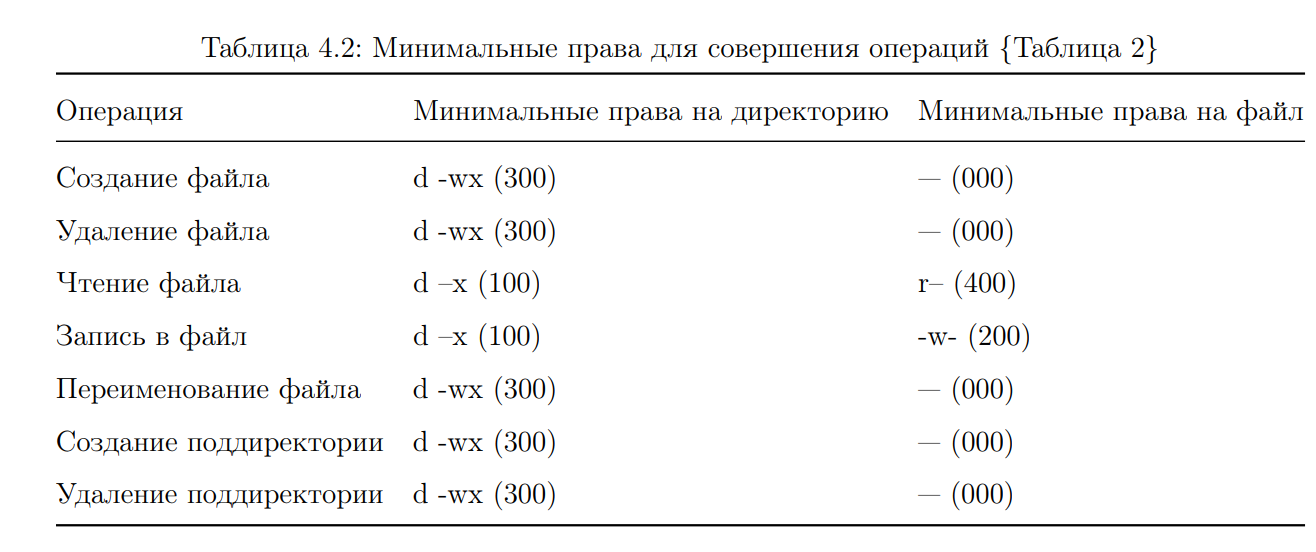 Таблица 4.2: Минимальные права для совершения операций {Таблица 2}
Операция Минимальные права на директорию Минимальные права на файл
Создание файла d -wx (300) — (000)
Удаление файла d -wx (300) — (000)
Чтение файла d –x (100) r– (400)
Запись в файл d –x (100) -w- (200)
Переименование файла d -wx (300) — (000)
Создание поддиректории d -wx (300) — (000)
Удаление поддиректории d -wx (300) — (000)